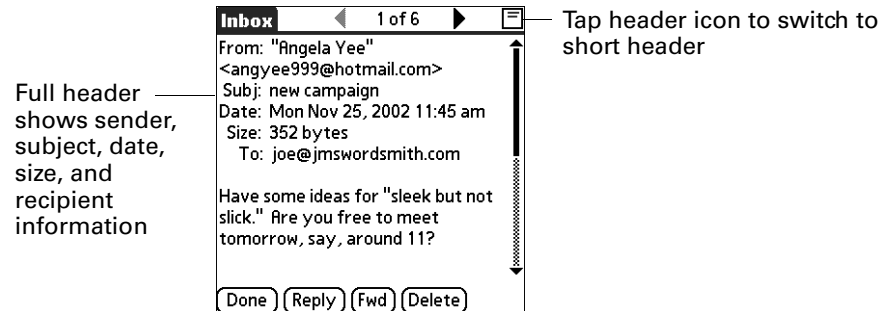 Inbox
1 of 6
Tap header icon to switch to
short header
Full header
shows sender,
subject, date,
size, and
recipient
information
From: "Angela Yee"
<angyee999@hotmail.com>
Subj: new campaign
Date: Mon Nov 25, 2002 11:45 am
Size: 352 bytes
To: joe@jmswordsmith.com
Have some ideas for "sleek but not
slick." Are you free to meet
tomorrow, say, around 11?
Done Reply Fwd Delete